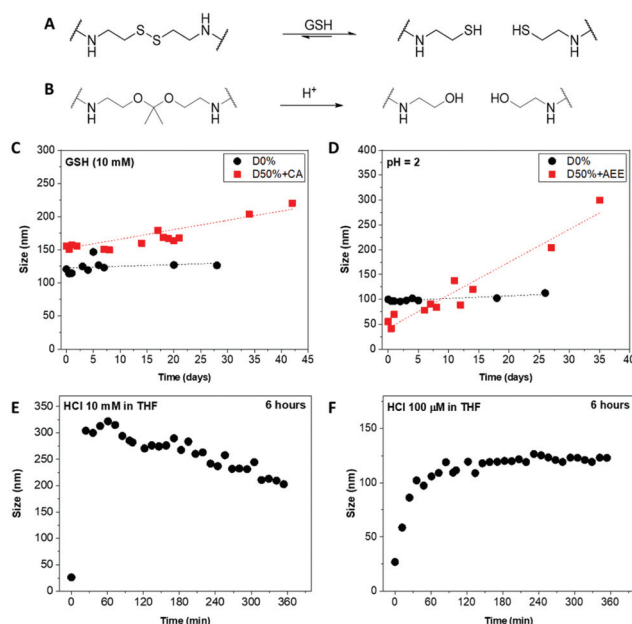 A
N
H
S
S
H
N
GSH
N
H
SH
HS
H
N
B
N
H
O
O
H
N
H+
N
H
OH
HO
N
H
C
GSH (10 mM)
D0%
D50%+CA
300
250
200
150
100
50
0
0 5 10 15 20 25 30 35 40 45
Size (nm)
Time (days)
D
pH = 2
D0%
D50%+AEE
400
350
300
250
200
150
100
50
0
0 5 10 15 20 25 30 35 40
Size (nm)
Time (days)
E
HCl 10 mM in THF
6 hours
350
300
250
200
150
100
50
0
0 60 120 180 240 300 360
Size (nm)
Time (min)
F
HCl 100 µM in THF
6 hours
150
125
100
75
50
25
0
0 60 120 180 240 300 360
Size (nm)
Time (min)